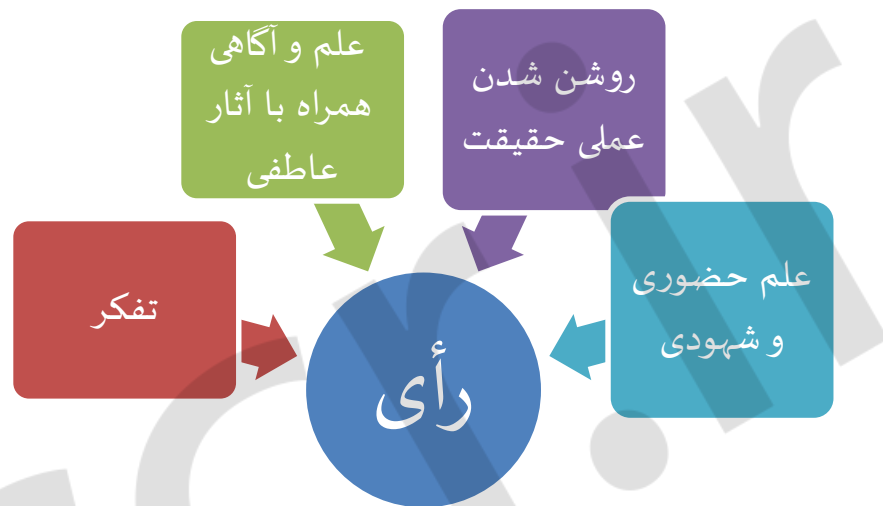 روشن شدن
عملی حقیقت
علم و آگاهی
همراه با آثار
عاطفی
علم حضوری
و شهودی
تفکر
رأی